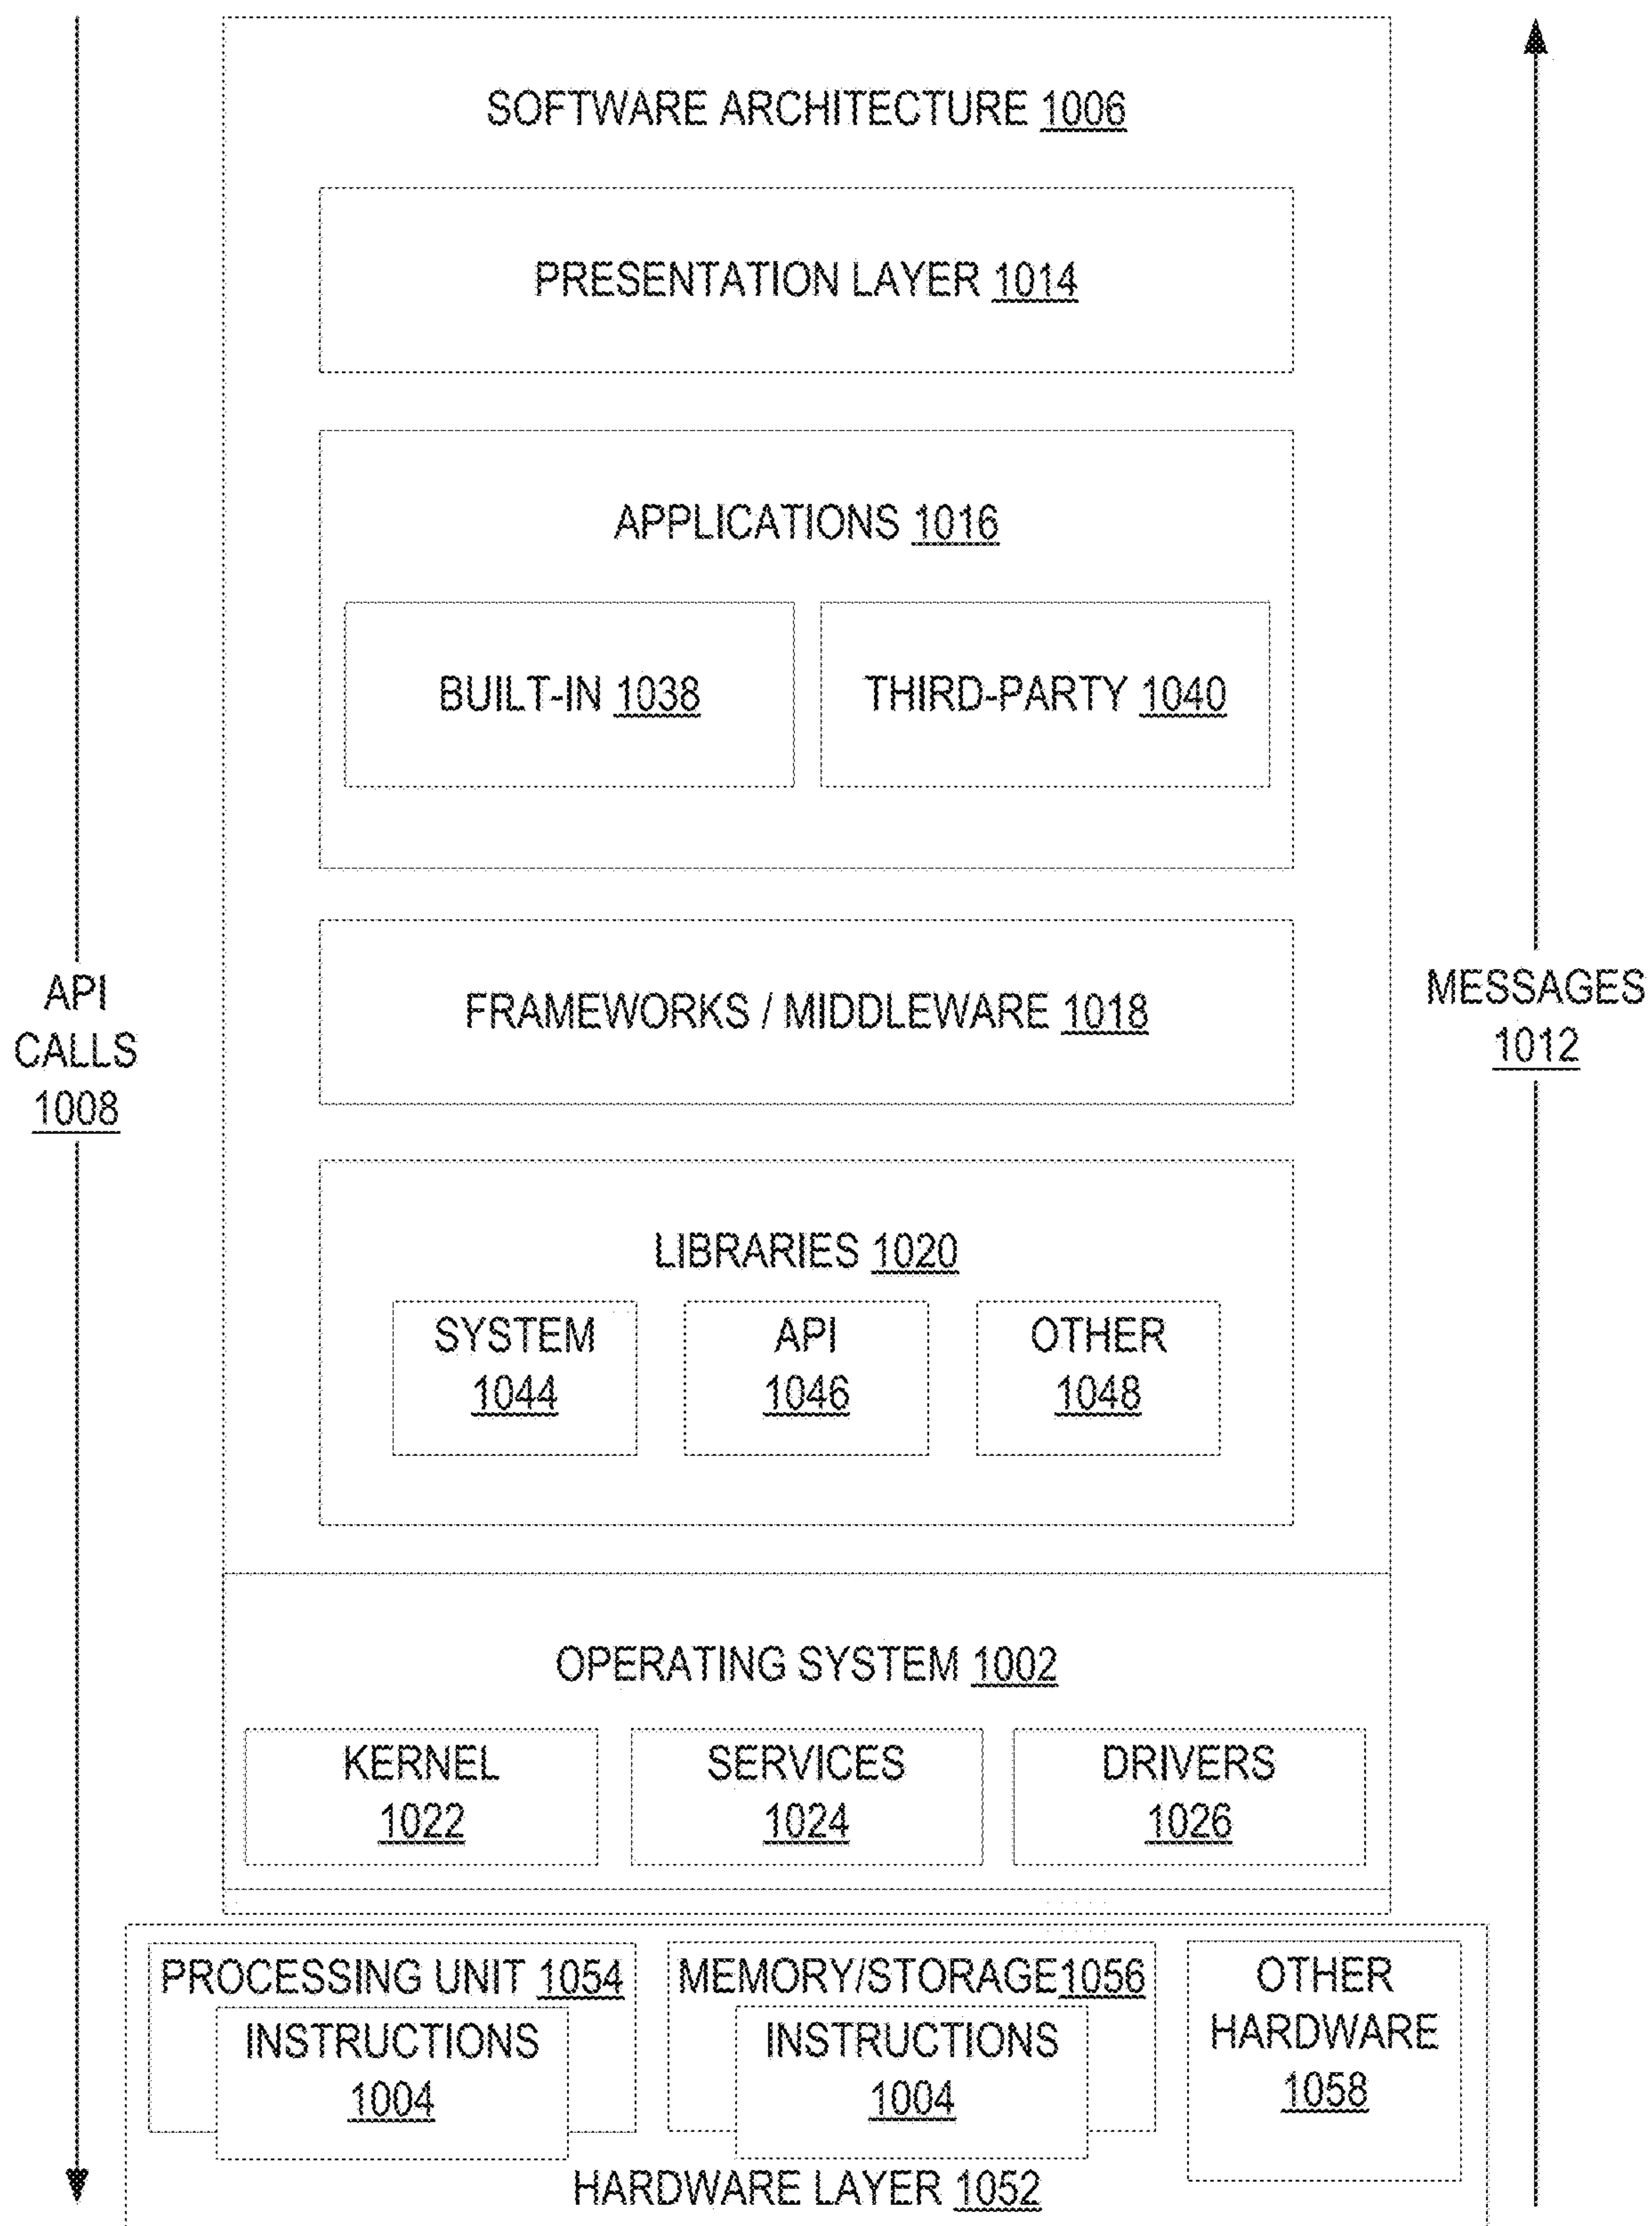 SOFTWARE ARCHITECTURE 1006
PRESENTATION LAYER 1014
APPLICATIONS 1016
BUILT-IN 1038
THIRD-PARTY 1040
API
CALLS
1008
FRAMEWORKS / MIDDLEWARE 1018
MESSAGES
1012
LIBRARIES 1020
SYSTEM
1044
API
1046
OTHER
1048
OPERATING SYSTEM 1002
KERNEL
1022
SERVICES
1024
DRIVERS
1026
PROCESSING UNIT 1054
INSTRUCTIONS
1004
MEMORY/STORAGE1056
INSTRUCTIONS
1004
OTHER
HARDWARE
1058
HARDWARE LAYER 1052